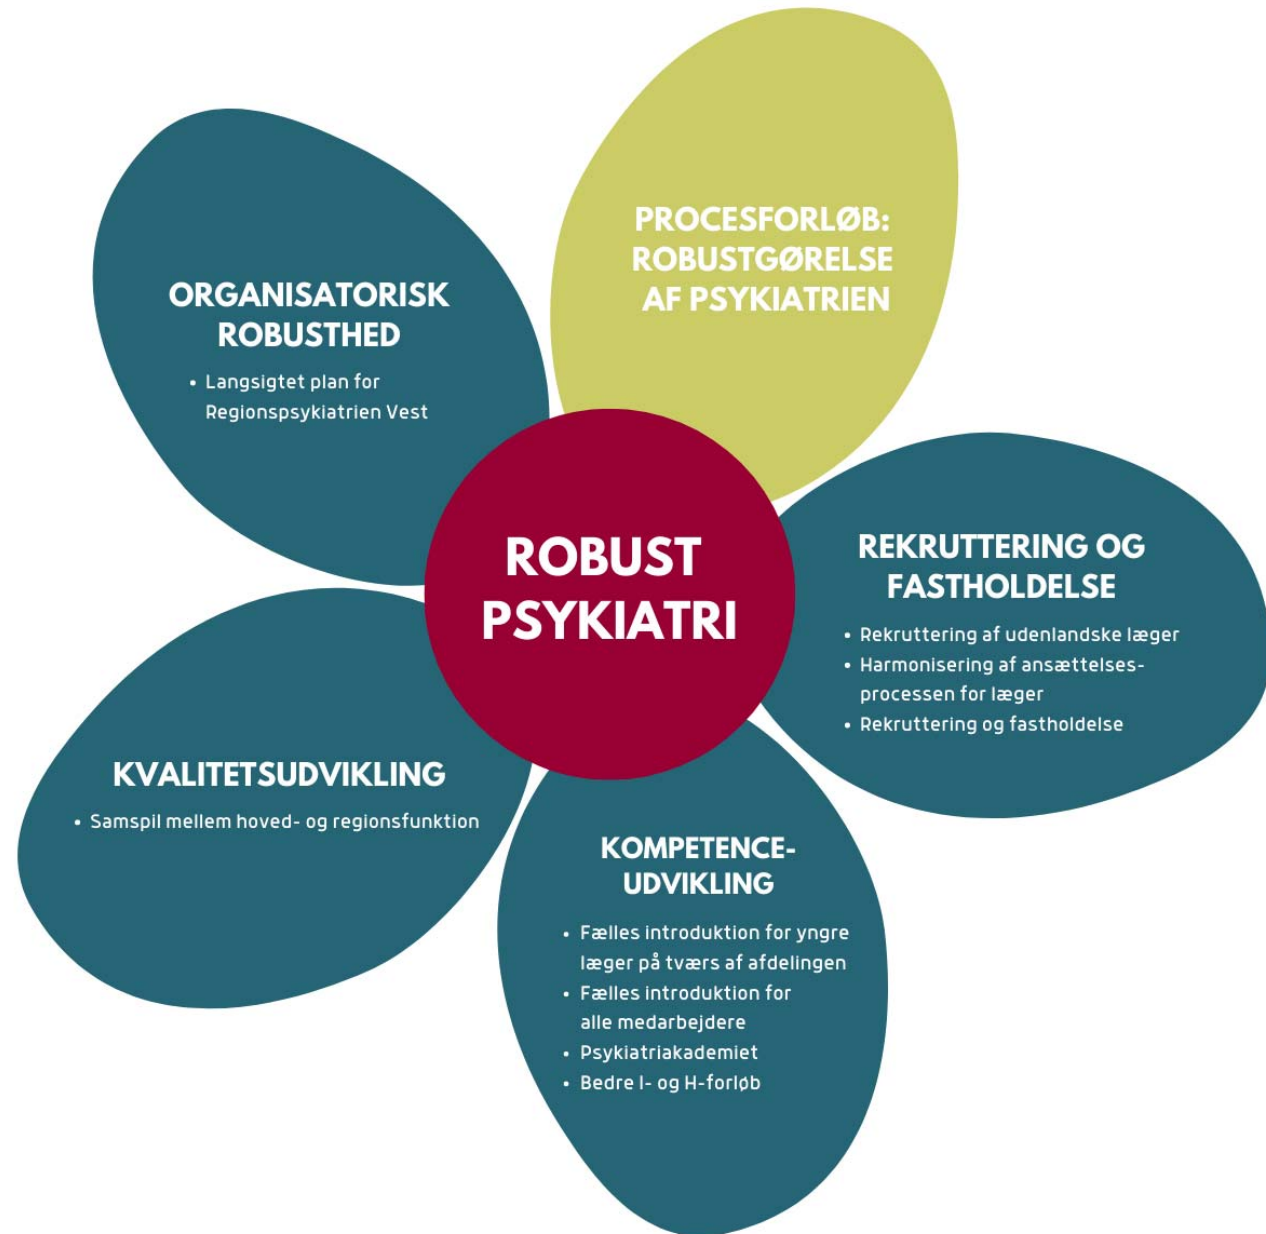 PROCESFORLØB:
ROBUSTGØRELSE
AF PSYKIATRIEN
ORGANISATORISK
ROBUSTHED
• Langsigtet plan for
Regionspsykiatrien Vest
ROBUST
PSYKIATRI
REKRUTTERING OG
FASTHOLDELSE
• Rekruttering af udenlandske læger
• Harmonisering af ansættelses-
processen for læger
• Rekruttering og fastholdelse
KVALITETSUDVIKLING
• Samspil mellem hoved- og regionsfunktion
KOMPETENCE-
UDVIKLING
• Fælles introduktion for yngre
læger på tværs af afdelingen
• Fælles introduktion for
alle medarbejdere
• Psykiatriakademiet
• Bedre I- og H-forløb